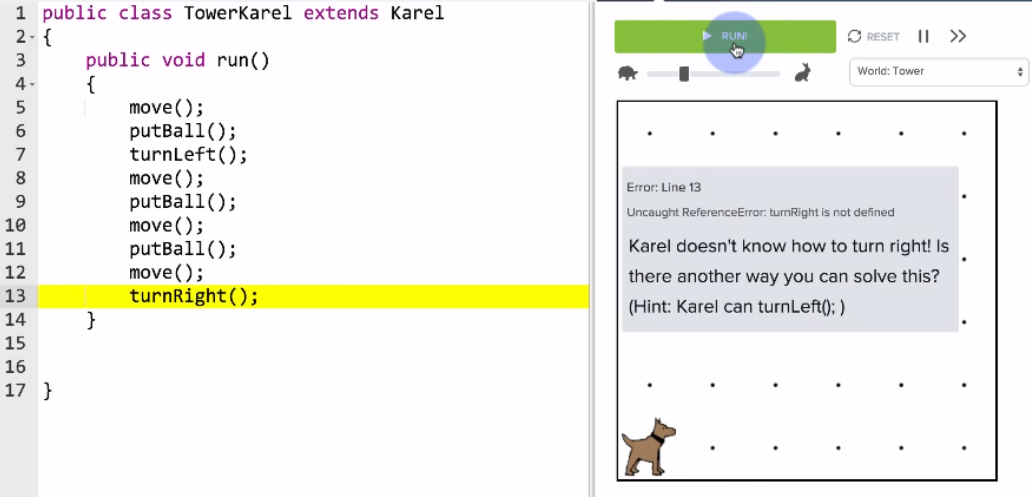 1 public class TowerKarel extends Karel
2 {
3 public void run()
4 {
5 move();
6 putBall();
7 turnLeft();
8 move();
9 putBall();
10 move();
11 putBall();
12 move();
13 turnRight();
14 }
15
16
17 }
RUN!
RESET
World: Tower
Error: Line 13
Uncaught ReferenceError: turnRight is not defined
Karel doesn't know how to turn right! Is
there another way you can solve this?
(Hint: Karel can turnLeft(); )